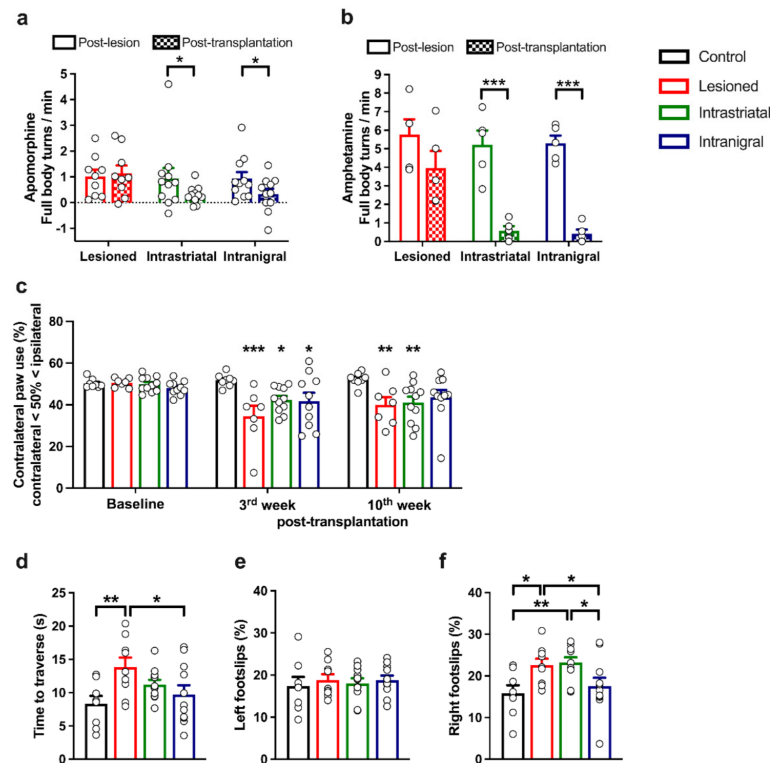 a
Post-lesion Post-transplantation
* *
Apomorphine
Full body turns / min
5
4
3
2
1
0
-1
Lesioned Intrastriatal Intranigral
b
Post-lesion Post-transplantation
*** ***
Amphetamine
Full body turns / min
9
8
7
6
5
4
3
2
1
0
Lesioned Intrastriatal Intranigral
Control
Lesioned
Intrastriatal
Intranigral
c
Contralateral paw use (%)
contralateral < 50% < ipsilateral
80
60
40
20
0
*** * * ** **
Baseline 3rd week 10th week
post-transplantation
d
Time to traverse (s)
25
20
15
10
5
0
** *
e
Left footslips (%)
40
30
20
10
0
f
Right footslips (%)
40
30
20
10
0
* *
** *